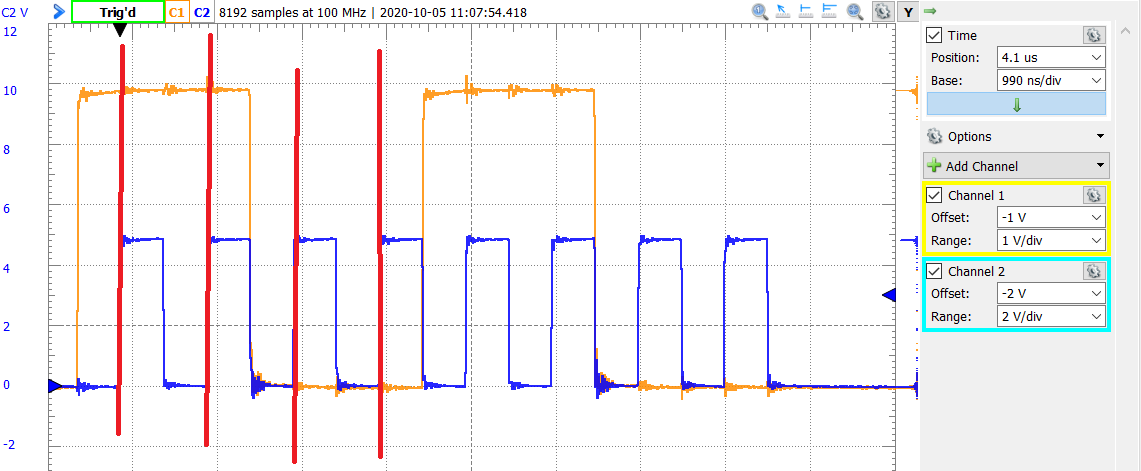 C2 V Trig'd C1 C2 8192 samples at 100 MHz | 2020-10-05 11:07:54.418 Y
12
10
8
6
4
2
0
-2
Time
Position: 4.1 us
Base: 990 ns/div
Options
Add Channel
Channel 1
Offset: -1 V
Range: 1 V/div
Channel 2
Offset: -2 V
Range: 2 V/div